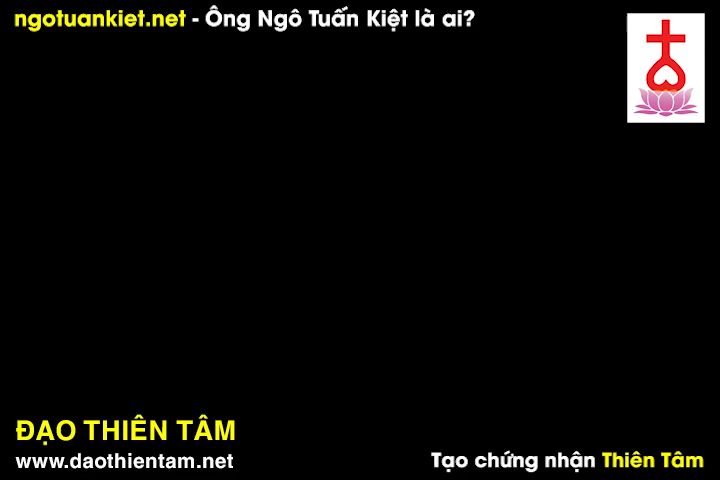 ngotuankiet.net - Ông Ngô Tuấn Kiệt là ai?
ĐẠO THIÊN TÂM
www.daothientam.net
Tạo chứng nhận Thiên Tâm